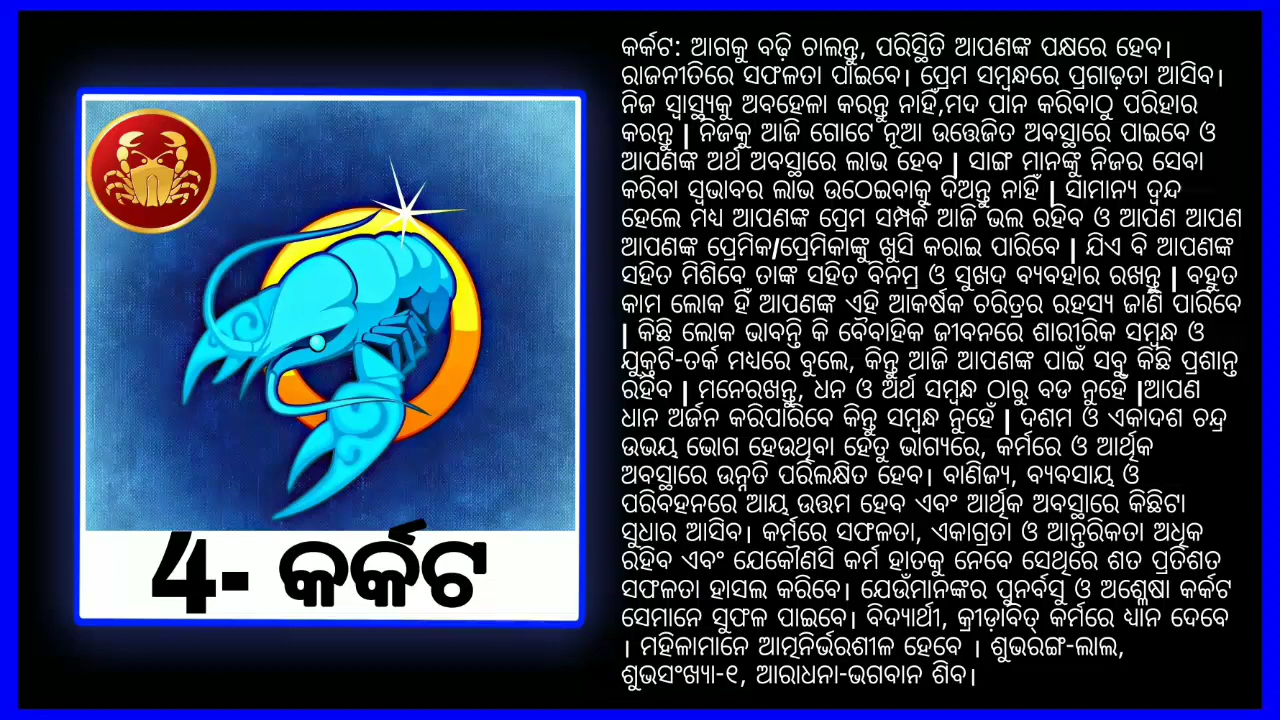 4- କର୍କଟ
କର୍କଟ: ଆଗକୁ ବଢ଼ି ଚାଲନ୍ତୁ, ପରିସ୍ଥିତି ଆପଣଙ୍କ ପକ୍ଷରେ ହେବ।
ରାଜନୀତିରେ ସଫଳତା ପାଇବେ। ପ୍ରେମ ସମ୍ବନ୍ଧରେ ପ୍ରଗାଢ଼ତା ଆସିବ।
ନିଜ ସ୍ୱାସ୍ଥ୍ୟକୁ ଅବହେଳା କରନ୍ତୁ ନାହିଁ,ମଦ ପାନ କରିବାଠୁ ପରିହାର
କରନ୍ତୁ | ନିଜକୁ ଆଜି ଗୋଟେ ନୂଆ ଉତ୍ତେଜିତ ଅବସ୍ଥାରେ ପାଇବେ ଓ
ଆପଣଙ୍କ ଅର୍ଥ ଅବସ୍ଥାରେ ଲାଭ ହେବ | ସାଙ୍ଗ ମାନଙ୍କୁ ନିଜର ସେବା
କରିବା ସ୍ଵଭାବର ଲାଭ ଉଠେଇବାକୁ ଦିଅନ୍ତୁ ନାହିଁ | ସାମାନ୍ୟ ଦ୍ୱନ୍ଦ
ହେଲେ ମଧ୍ୟ ଆପଣଙ୍କ ପ୍ରେମ ସମ୍ପର୍କ ଆଜି ଭଲ ରହିବ ଓ ଆପଣ ଆପଣ
ଆପଣଙ୍କ ପ୍ରେମିକ/ପ୍ରେମିକାଙ୍କୁ ଖୁସି କରାଇ ପାରିବେ | ଯିଏ ବି ଆପଣଙ୍କ
ସହିତ ମିଶିବେ ତାଙ୍କ ସହିତ ବିନମ୍ର ଓ ସୁଖଦ ବ୍ୟବହାର ରଖନ୍ତୁ | ବହୁତ
କାମ ଲୋକ ହିଁ ଆପଣଙ୍କ ଏହି ଆକର୍ଷକ ଚରିତ୍ରର ରହସ୍ୟ ଜାଣି ପାରିବେ
| କିଛି ଲୋକ ଭାବନ୍ତି କି ବୈବାହିକ ଜୀବନରେ ଶାରୀରିକ ସମ୍ବନ୍ଧ ଓ
ଯୁକ୍ତି-ତର୍କ ମଧ୍ୟରେ ବୁଲେ, କିନ୍ତୁ ଆଜି ଆପଣଙ୍କ ପାଇଁ ସବୁ କିଛି ପ୍ରଶାନ୍ତ
ରହିବ | ମନେରଖନ୍ତୁ, ଧନ ଓ ଅର୍ଥ ସମ୍ବନ୍ଧ ଠାରୁ ବଡ ନୁହେଁ |ଆପଣ
ଧାନ ଅର୍ଜନ କରିପାରିବେ କିନ୍ତୁ ସମ୍ବନ୍ଧ ନୁହେଁ | ଦଶମ ଓ ଏକାଦଶ ଚନ୍ଦ୍ର
ଉଭୟ ଭୋଗ ହେଉଥିବା ହେତୁ ଭାଗ୍ୟରେ, କର୍ମରେ ଓ ଆର୍ଥିକ
ଅବସ୍ଥାରେ ଉନ୍ନତି ପରିଲକ୍ଷିତ ହେବ। ବାଣିଜ୍ୟ, ବ୍ୟବସାୟ ଓ
ପରିବହନରେ ଆୟ ଉତ୍ତମ ହେବ ଏବଂ ଆର୍ଥିକ ଅବସ୍ଥାରେ କିଛିଟା
ସୁଧାର ଆସିବ। କର୍ମରେ ସଫଳତା, ଏକାଗ୍ରତା ଓ ଆନ୍ତରିକତା ଅଧିକ
ରହିବ ଏବଂ ଯେକୌଣସି କର୍ମ ହାତକୁ ନେବେ ସେଥିରେ ଶତ ପ୍ରତିଶତ
ସଫଳତା ହାସଲ କରିବେ। ଯେଉଁମାନଙ୍କର ପୁନର୍ବସୁ ଓ ଅଶ୍ଳେଷା କର୍କଟ
ସେମାନେ ସୁଫଳ ପାଇବେ। ବିଦ୍ୟାର୍ଥୀ, କ୍ରୀଡ଼ାବିତ୍ କର୍ମରେ ଧ୍ୟାନ ଦେବେ
। ମହିଳାମାନେ ଆତ୍ମନିର୍ଭରଶୀଳ ହେବେ । ଶୁଭରଙ୍ଗ-ଲାଲ,
ଶୁଭସଂଖ୍ୟା-୧, ଆରାଧନା-ଭଗବାନ ଶିବ।